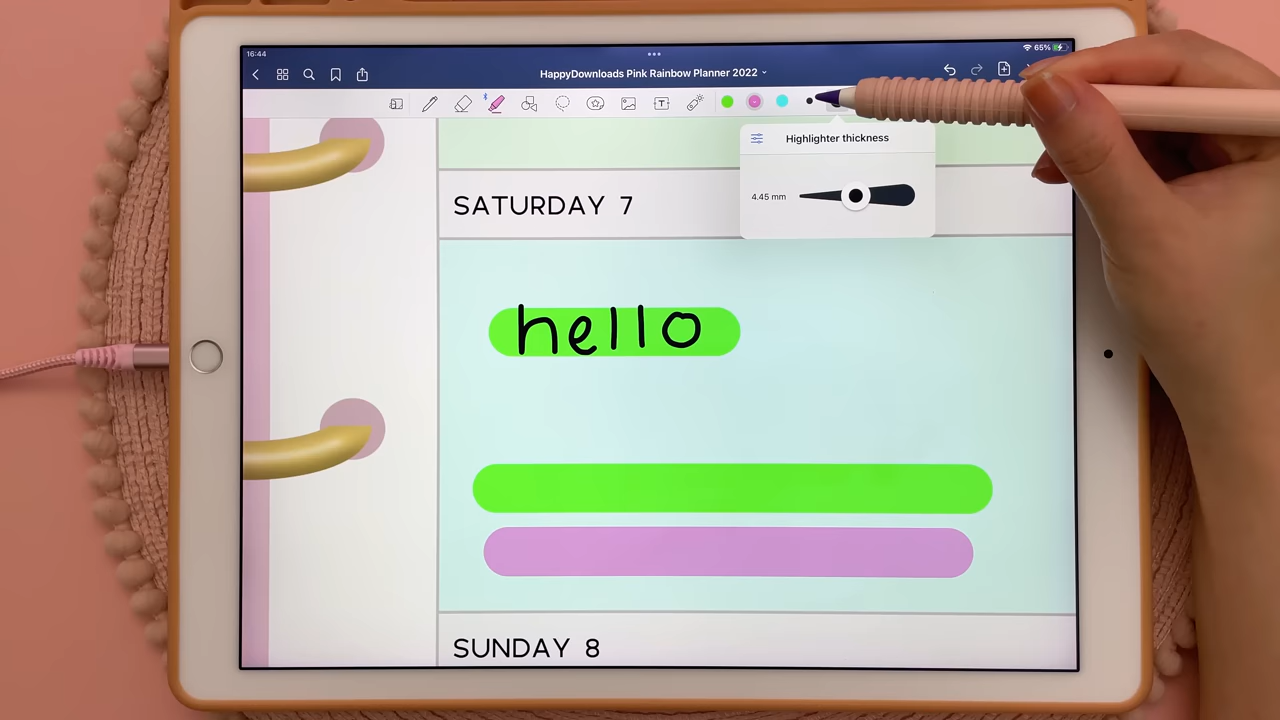 16:44
65%
HappyDownloads Pink Rainbow Planner 2022
T
Highlighter thickness
4.45 mm
SATURDAY 7
hello
SUNDAY 8